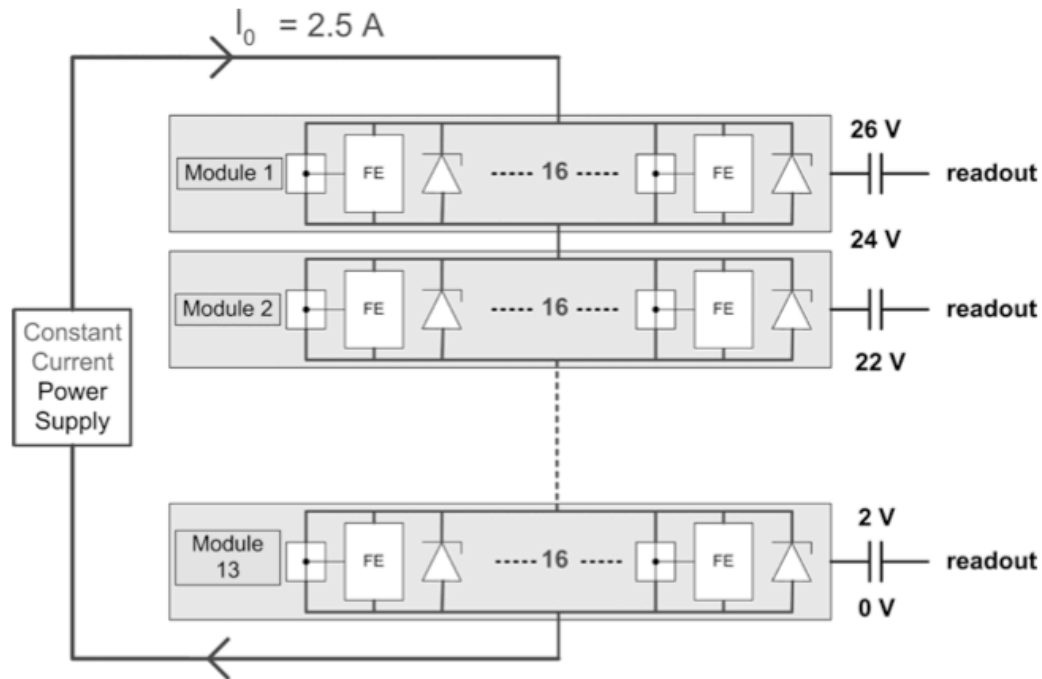 I0 = 2.5 A
26 V
Module 1
FE
----- 16 -----
FE
readout
24 V
Module 2
FE
----- 16 -----
FE
readout
22 V
Constant
Current
Power
Supply
2 V
Module
13
FE
----- 16 -----
FE
readout
0 V